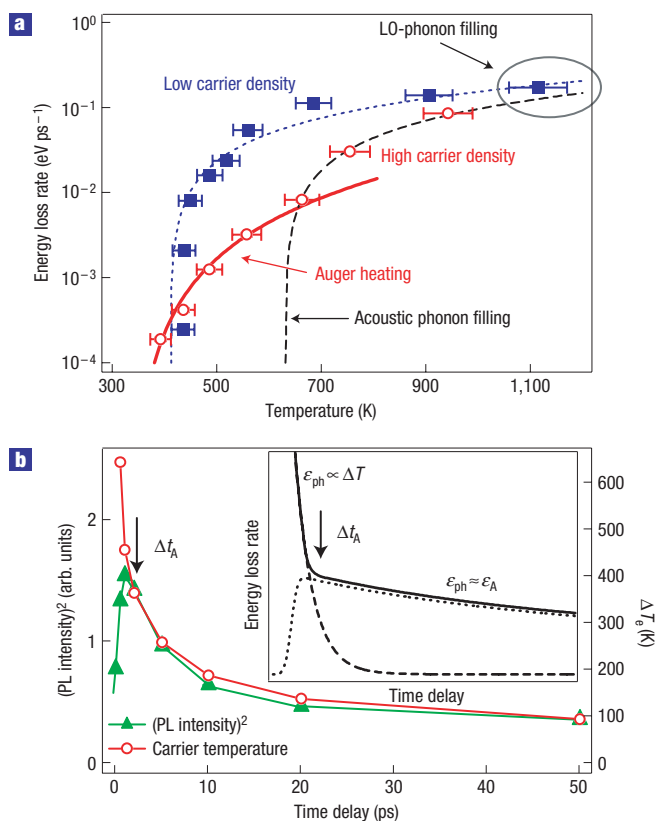 a
10⁰
10⁻¹
10⁻²
10⁻³
10⁻⁴
Energy loss rate (eV ps⁻¹)
LO-phonon filling
Low carrier density
High carrier density
Auger heating
Acoustic phonon filling
300
500
700
900
1,100
Temperature (K)
b
2
1
0
(PL intensity)² (arb. units)
Δt_A
(PL intensity)²
Carrier temperature
ε_ph ∝ ΔT
Δt_A
ε_ph ≈ ε_A
Energy loss rate
Time delay
600
500
400
300
200
100
0
ΔT_e (K)
0
10
20
30
40
50
Time delay (ps)